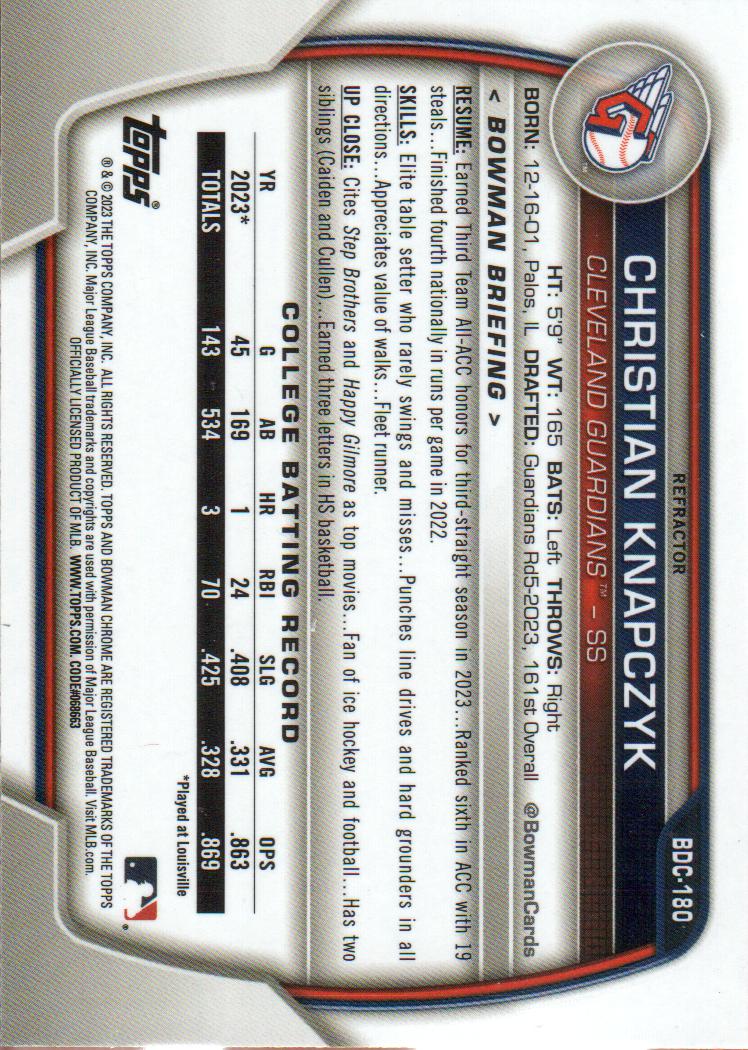 REFRACTOR
BDC-180
CHRISTIAN KNAPCZYK
CLEVELAND GUARDIANS™ – SS
HT: 5'9" WT: 165 BATS: Left THROWS: Right
BORN: 12-16-01, Palos, IL DRAFTED: Guardians Rd5-2023, 161st Overall @BowmanCards
< BOWMAN BRIEFING >
RESUME: Earned Third Team All-ACC honors for third-straight season in 2023...Ranked sixth in ACC with 19
steals...Finished fourth nationally in runs per game in 2022.
SKILLS: Elite table setter who rarely swings and misses...Punches line drives and hard grounders in all
directions...Appreciates value of walks...Fleet runner.
UP CLOSE: Cites Step Brothers and Happy Gilmore as top movies...Fan of ice hockey and football...Has two
siblings (Caiden and Cullen)...Earned three letters in HS basketball.
COLLEGE BATTING RECORD
YR G AB HR RBI SLG AVG OPS
2023* 45 169 1 24 .408 .331 .863
TOTALS 143 534 3 70 .425 .328 .869
*Played at Louisville
topps®
® & © 2023 THE TOPPS COMPANY, INC. ALL RIGHTS RESERVED. TOPPS AND BOWMAN CHROME ARE REGISTERED TRADEMARKS OF THE TOPPS
COMPANY, INC. Major League Baseball trademarks and copyrights are used with permission of Major League Baseball. Visit MLB.com.
OFFICIALLY LICENSED PRODUCT OF MLB. WWW.TOPPS.COM. CODE#068663